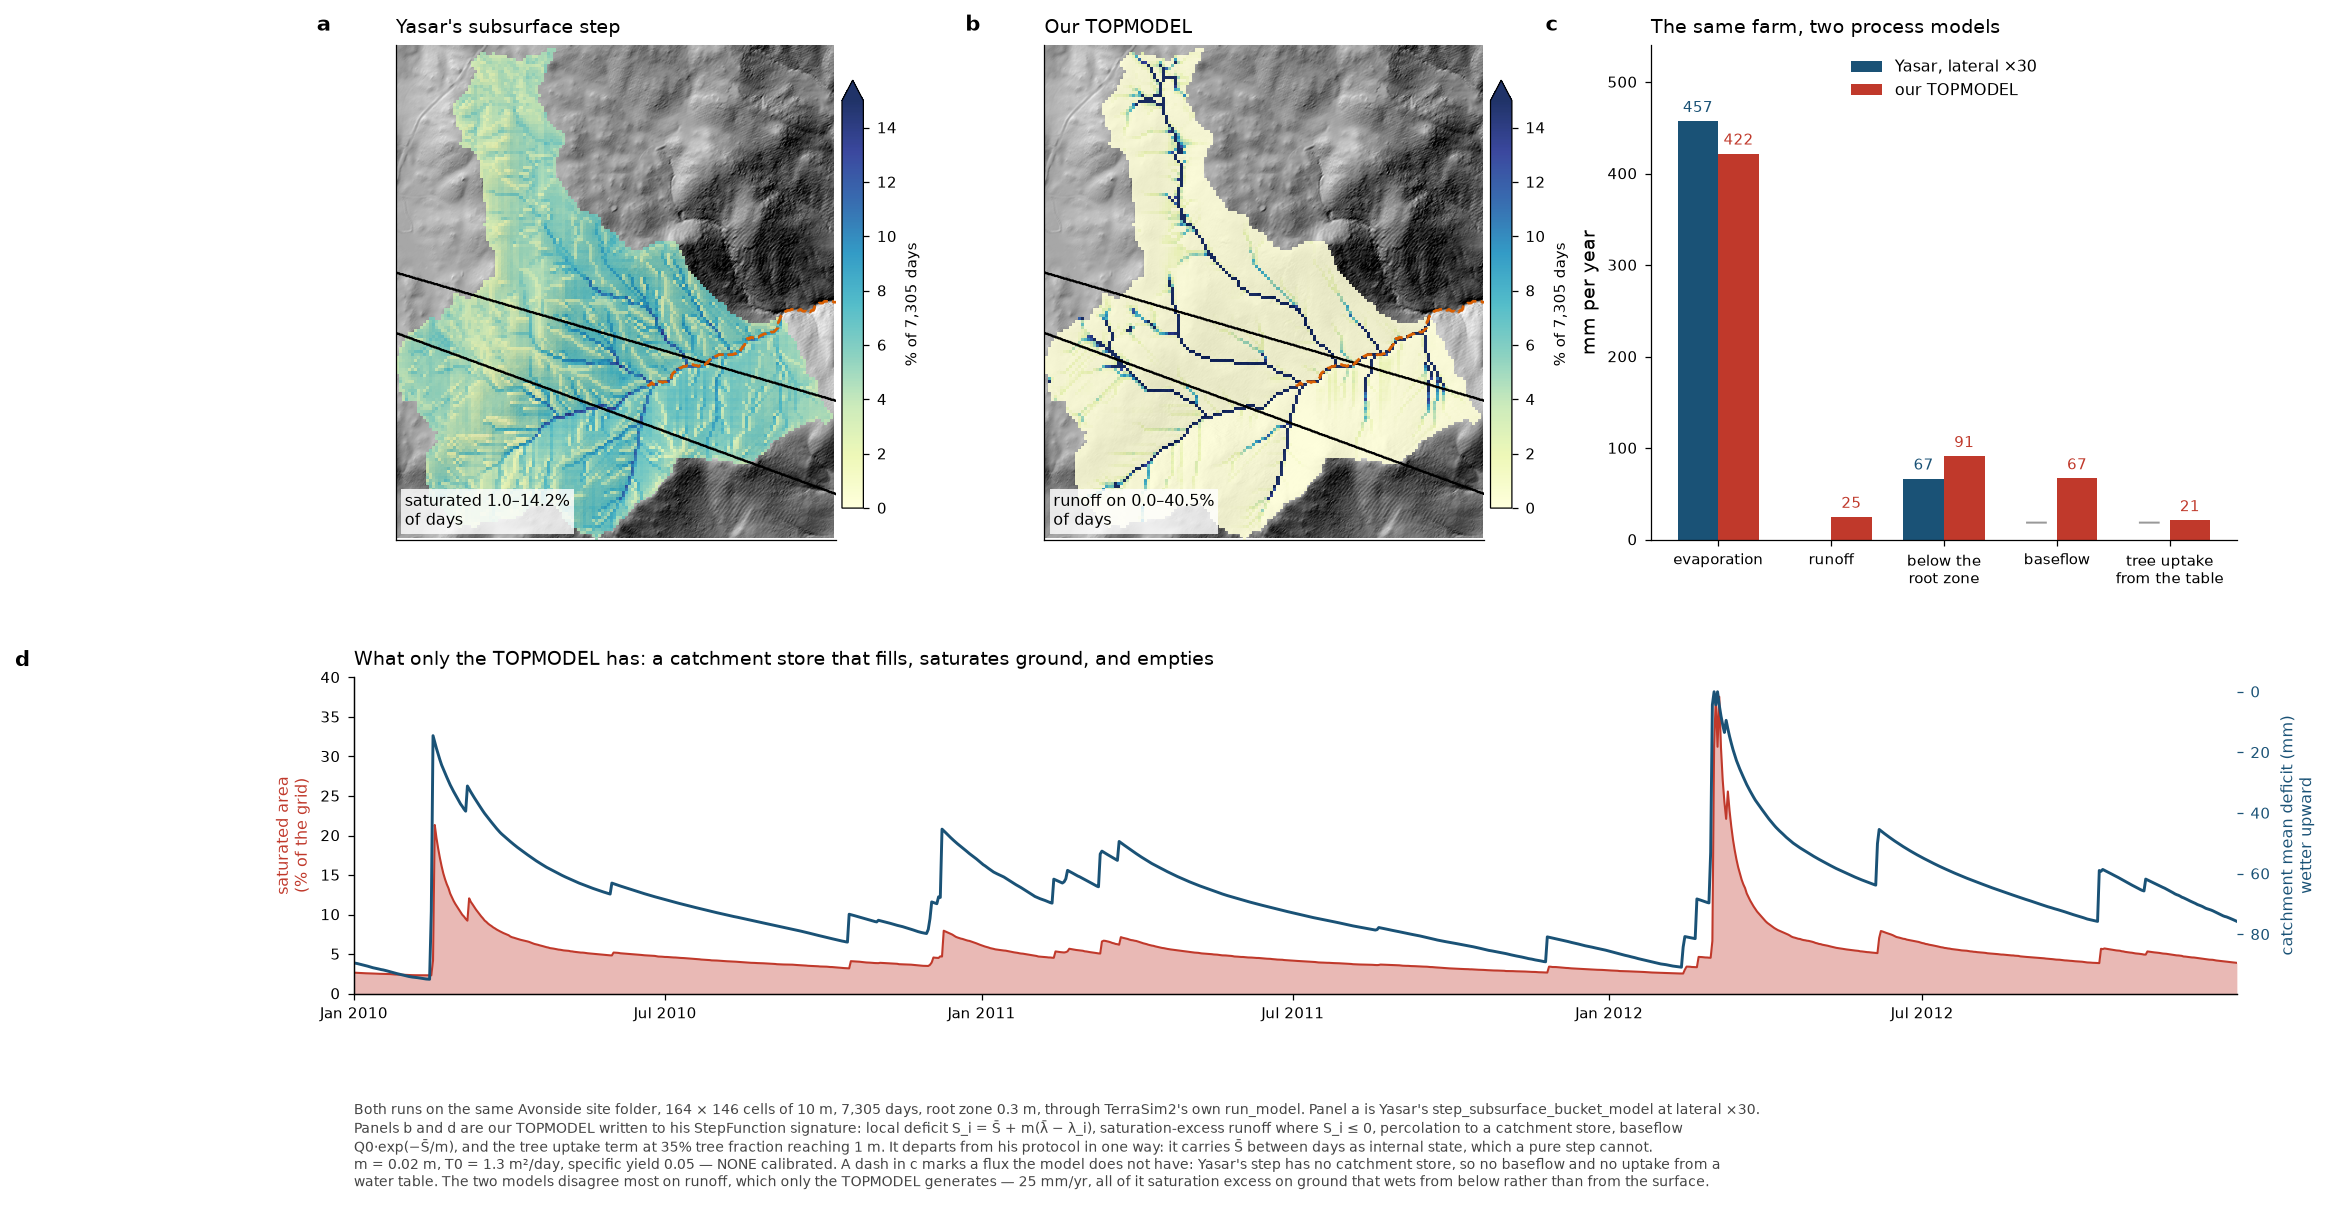 a
Yasar's subsurface step
saturated 1.0–14.2%
of days
0
2
4
6
8
10
12
14
% of 7,305 days
b
Our TOPMODEL
runoff on 0.0–40.5%
of days
0
2
4
6
8
10
12
14
% of 7,305 days
c
The same farm, two process models
Yasar, lateral ×30
our TOPMODEL
mm per year
500
400
300
200
100
0
457
422
25
67
91
67
21
evaporation
runoff
below the
root zone
baseflow
tree uptake
from the table
d
What only the TOPMODEL has: a catchment store that fills, saturates ground, and empties
saturated area
(% of the grid)
40
35
30
25
20
15
10
5
0
Jan 2010
Jul 2010
Jan 2011
Jul 2011
Jan 2012
Jul 2012
0
20
40
60
80
catchment mean deficit (mm)
wetter upward
Both runs on the same Avonside site folder, 164 × 146 cells of 10 m, 7,305 days, root zone 0.3 m, through TerraSim2's own run_model. Panel a is Yasar's step_subsurface_bucket_model at lateral ×30.
Panels b and d are our TOPMODEL written to his StepFunction signature: local deficit S_i = S̄ + m(λ̄ − λ_i), saturation-excess runoff where S_i ≤ 0, percolation to a catchment store, baseflow
Q0·exp(−S̄/m), and the tree uptake term at 35% tree fraction reaching 1 m. It departs from his protocol in one way: it carries S̄ between days as internal state, which a pure step cannot.
m = 0.02 m, T0 = 1.3 m²/day, specific yield 0.05 — NONE calibrated. A dash in c marks a flux the model does not have: Yasar's step has no catchment store, so no baseflow and no uptake from a
water table. The two models disagree most on runoff, which only the TOPMODEL generates — 25 mm/yr, all of it saturation excess on ground that wets from below rather than from the surface.